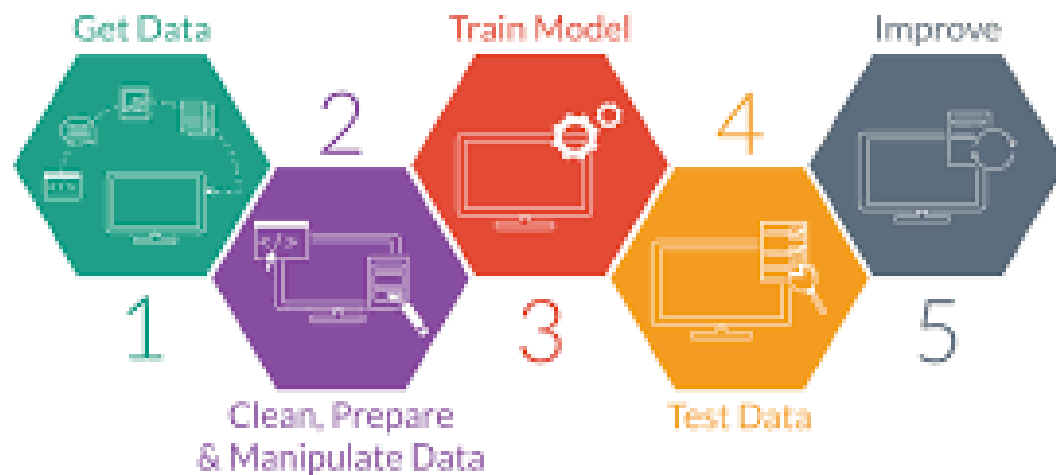 Get Data
1
2
Clean, Prepare
& Manipulate Data
Train Model
3
4
Test Data
Improve
5
</>